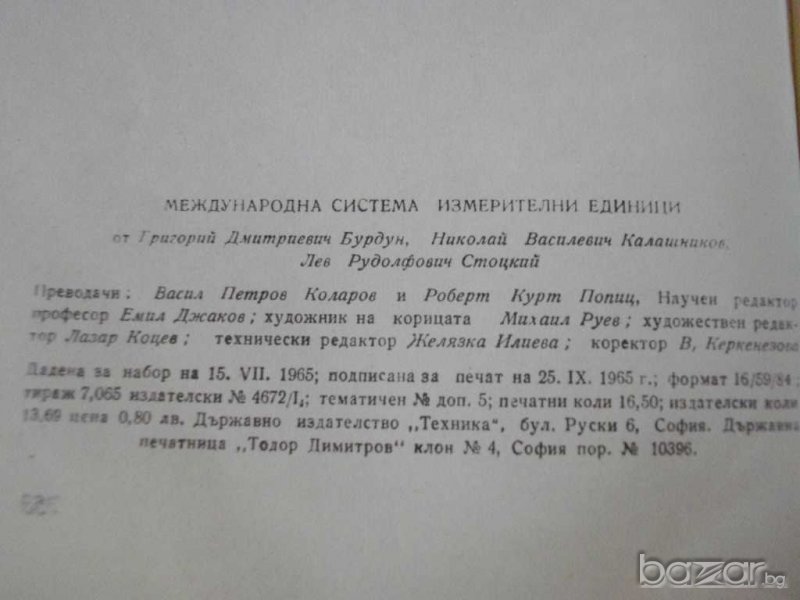 МЕЖДУНАРОДНА СИСТЕМА ИЗМЕРИТЕЛНИ ЕДИНИЦИ
от Григорий Дмитриевич Бурдун, Николай Василевич Калашников,
Лев Рудолфович Стоцкий
Преводачи: Васил Петров Коларов и Роберт Курт Попиц, Научен редактор
професор Емил Джаков; художник на корицата Михаил Руев; художествен редак-
тор Лазар Коцев; технически редактор Желязка Илиева; коректор В. Керкенезова
Дадена за набор на 15. VII. 1965; подписана за печат на 25. IX. 1965 г.; формат 16/59/84;
тираж 7,065 издателски № 4672/I,; тематичен № доп. 5; печатни коли 16,50; издателски коли
13,69 цена 0,80 лв. Държавно издателство „Техника“, бул. Руски 6, София. Държавна
печатница „Тодор Димитров“ клон № 4, София пор. № 10396.
bazar.bg